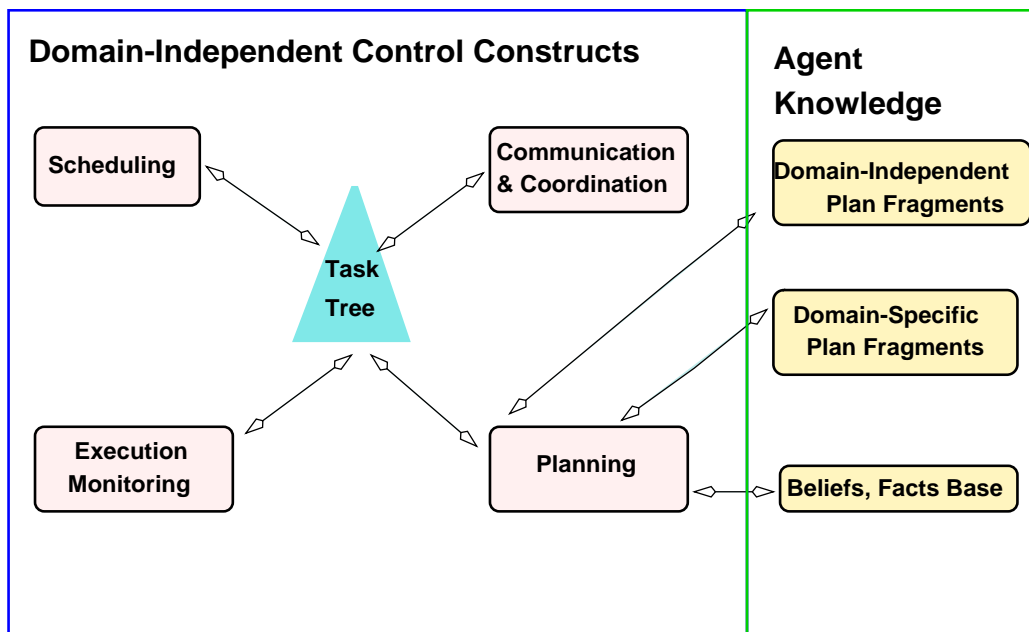 Domain-Independent Control Constructs
Agent
Knowledge
Scheduling
Communication
& Coordination
Domain-Independent
Plan Fragments
Task
Tree
Domain-Specific
Plan Fragments
Execution
Monitoring
Planning
Beliefs, Facts Base